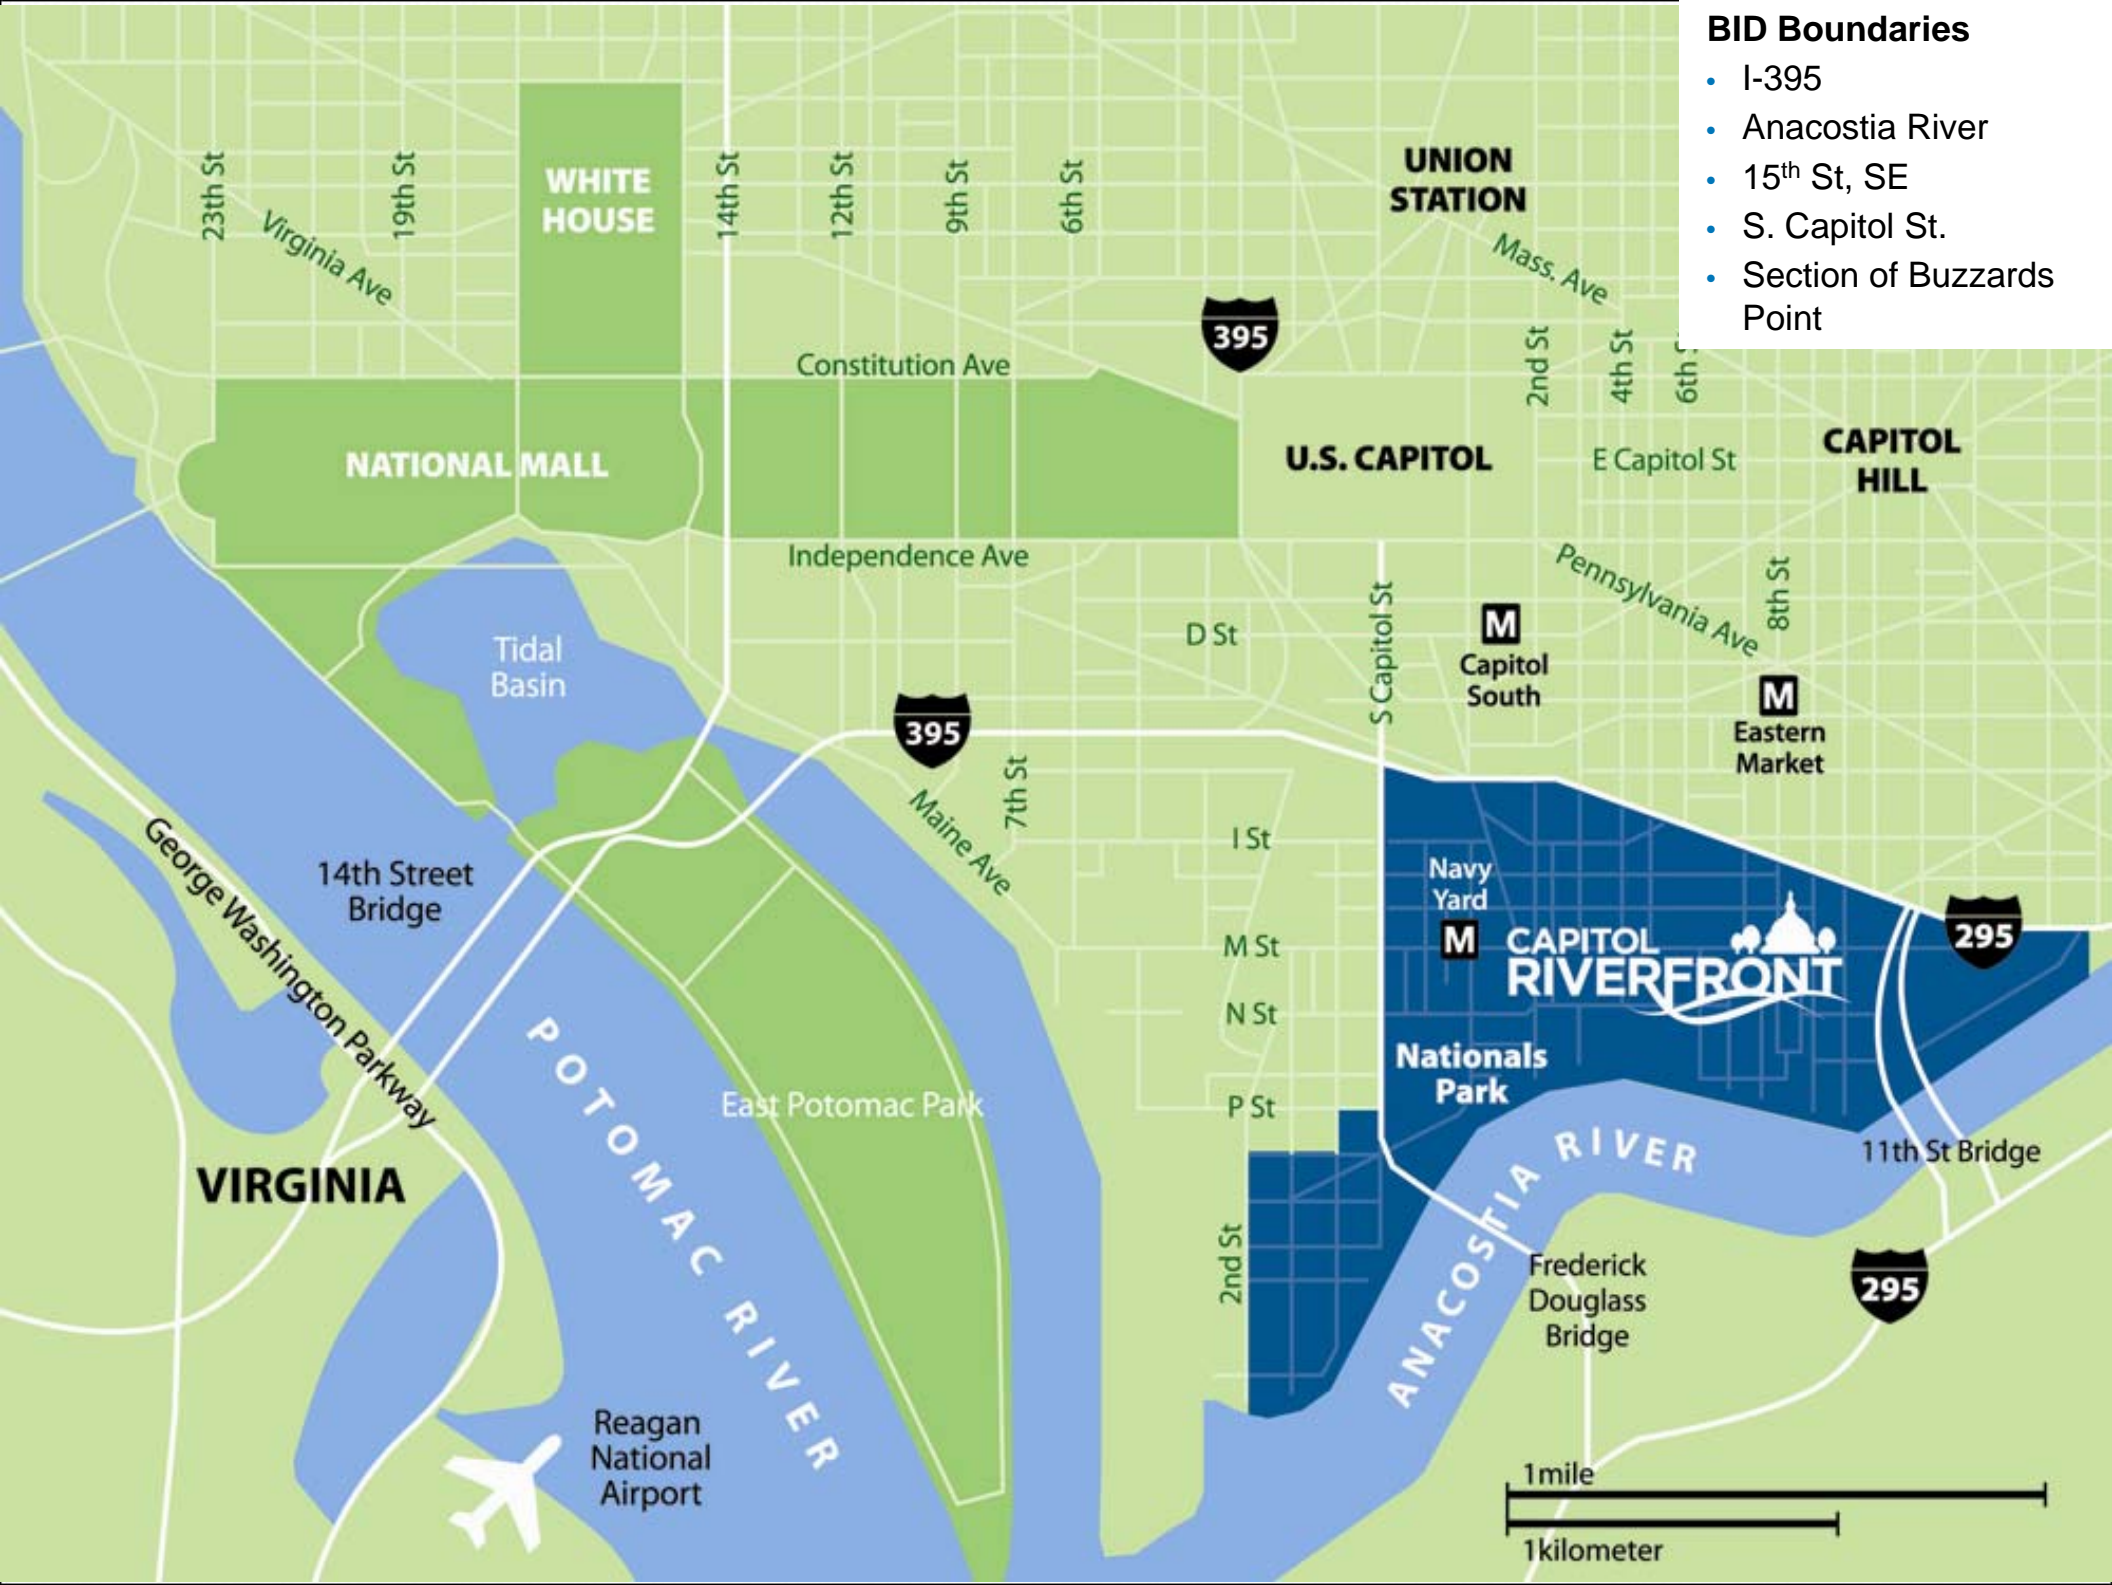 BID Boundaries
• I-395
• Anacostia River
• 15th St, SE
• S. Capitol St.
• Section of Buzzards
Point
23th St
19th St
WHITE
HOUSE
14th St
12th St
9th St
6th St
UNION
STATION
Virginia Ave
Mass. Ave
395
2nd St
4th St
6th
Constitution Ave
NATIONAL MALL
U.S. CAPITOL
E Capitol St
CAPITOL
HILL
Independence Ave
Pennsylvania Ave
8th St
Tidal
Basin
D St
S Capitol St
M
Capitol
South
M
Eastern
Market
395
7th St
Maine Ave
I St
George Washington Parkway
14th Street
Bridge
Navy
Yard
M
CAPITOL
RIVERFRONT
295
M St
N St
Nationals
Park
P St
East Potomac Park
POTOMAC RIVER
VIRGINIA
ANACOSTIA RIVER
11th St Bridge
2nd St
Frederick
Douglass
Bridge
295
Reagan
National
Airport
1mile
1kilometer